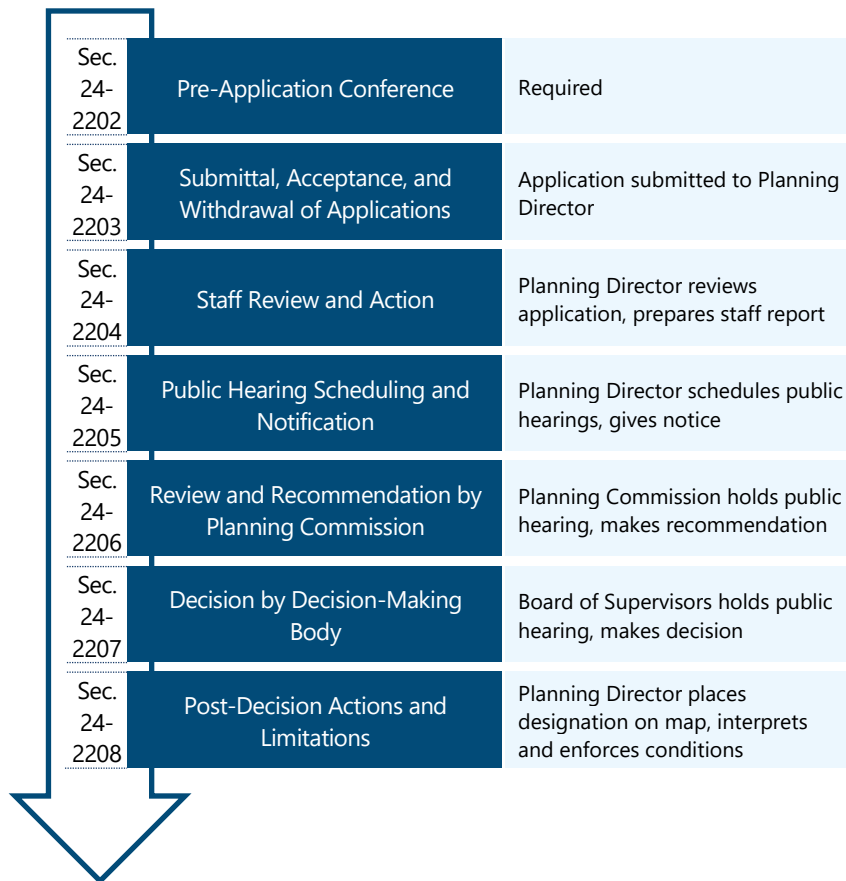 Sec.
24-
2202
Pre-Application Conference
Required
Sec.
24-
2203
Submittal, Acceptance, and
Withdrawal of Applications
Application submitted to Planning
Director
Sec.
24-
2204
Staff Review and Action
Planning Director reviews
application, prepares staff report
Sec.
24-
2205
Public Hearing Scheduling and
Notification
Planning Director schedules public
hearings, gives notice
Sec.
24-
2206
Review and Recommendation by
Planning Commission
Planning Commission holds public
hearing, makes recommendation
Sec.
24-
2207
Decision by Decision-Making
Body
Board of Supervisors holds public
hearing, makes decision
Sec.
24-
2208
Post-Decision Actions and
Limitations
Planning Director places
designation on map, interprets
and enforces conditions